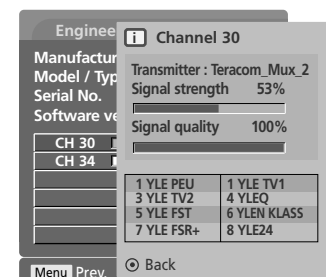 Enginee
i Channel 30
Manufactur
Model / Typ
Serial No.
Software ve
Transmitter : Teracom_Mux_2
Signal strength 53%
Signal quality 100%
CH 30
CH 34
1 YLE PEU 1 YLE TV1
3 YLE TV2 4 YLEQ
5 YLE FST 6 YLEN KLASS
7 YLE FSR+ 8 YLE24
Menu Prev.
Back